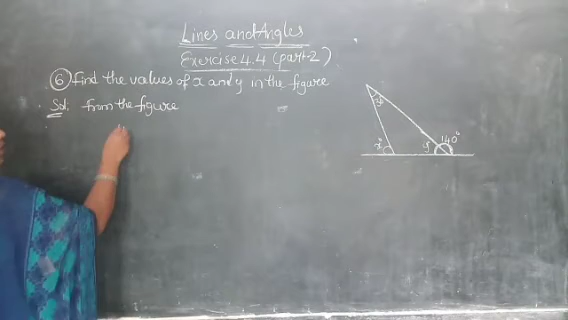 Lines and Angles
Exercise 4.4 (part-2)
⑥ Find the values of x and y in the figure
Sol. From the figure
x°
y 140°